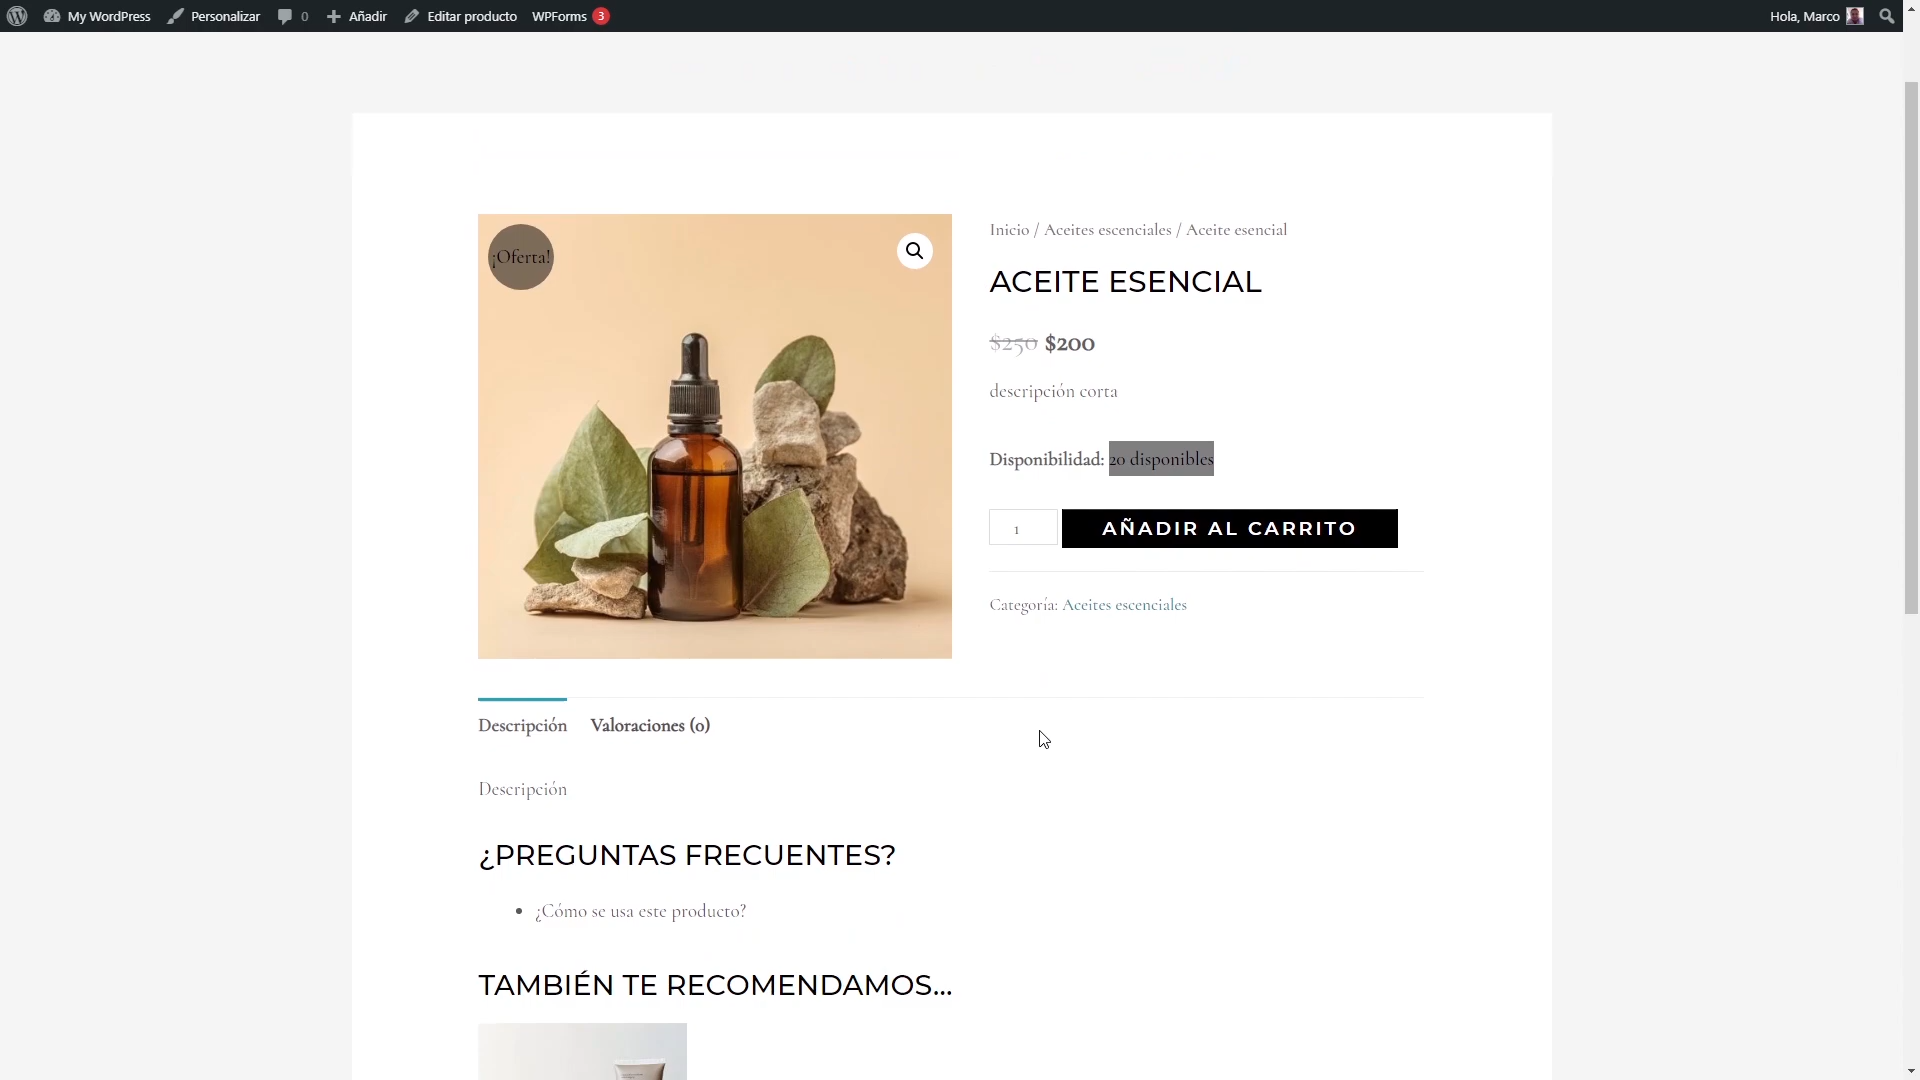 My WordPress Personalizar 0 Añadir Editar producto WPForms 3 Hola, Marco
¡Oferta!
Inicio / Aceites escenciales / Aceite esencial
ACEITE ESENCIAL
$250 $200
descripción corta
Disponibilidad: 20 disponibles
1 AÑADIR AL CARRITO
Categoría: Aceites escenciales
Descripción Valoraciones (0)
Descripción
¿PREGUNTAS FRECUENTES?
• ¿Cómo se usa este producto?
TAMBIÉN TE RECOMENDAMOS...